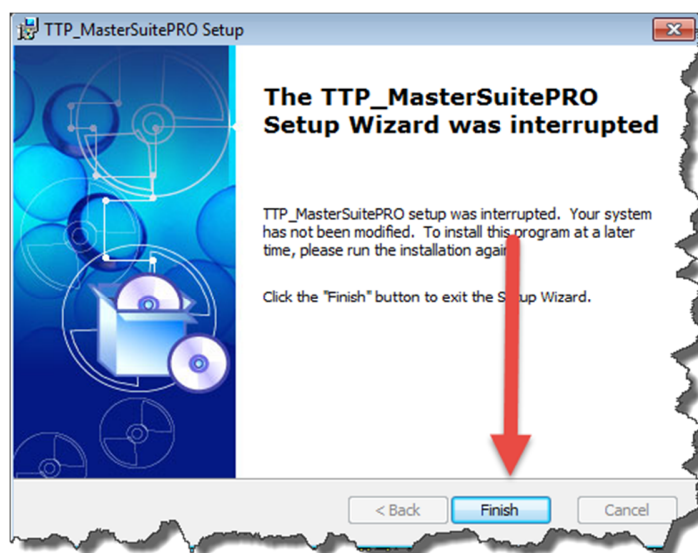 TTP_MasterSuitePRO Setup
The TTP_MasterSuitePRO
Setup Wizard was interrupted
TTP_MasterSuitePRO setup was interrupted. Your system
has not been modified. To install this program at a later
time, please run the installation again
Click the "Finish" button to exit the Setup Wizard.
< Back
Finish
Cancel